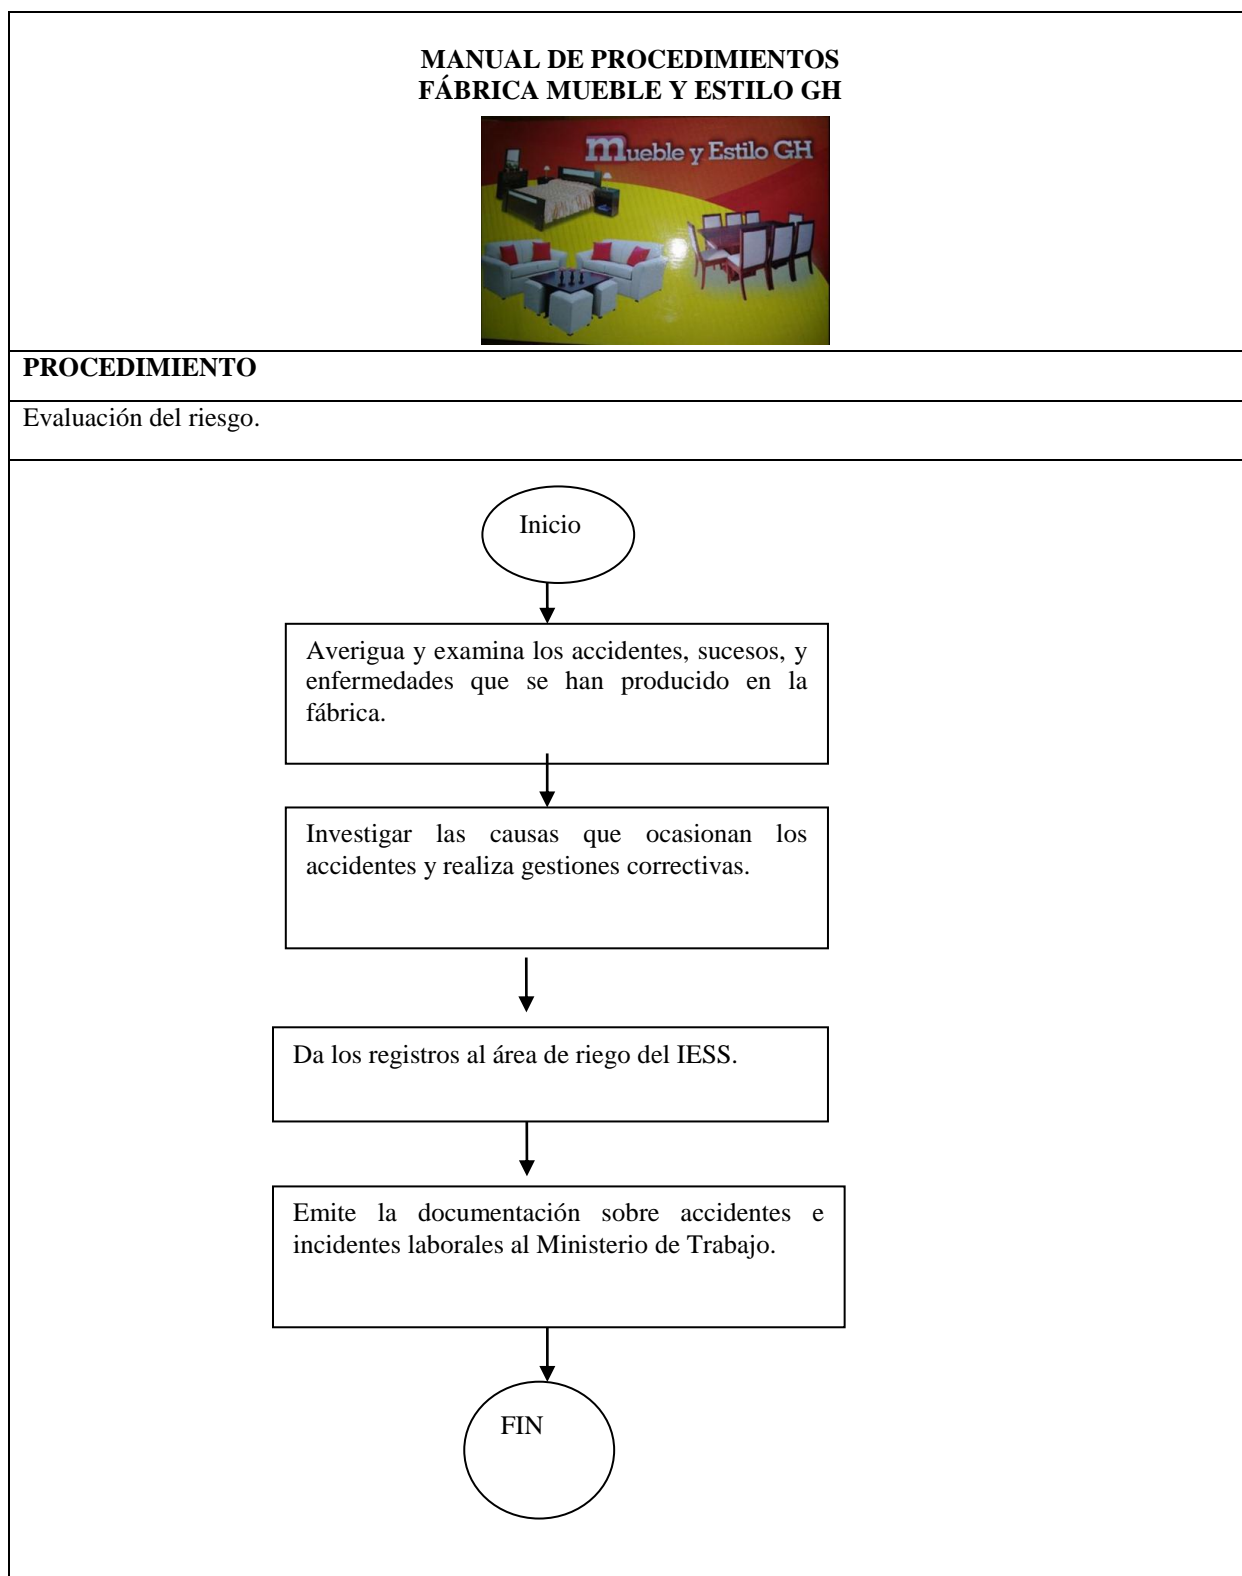 MANUAL DE PROCEDIMIENTOS
FÁBRICA MUEBLE Y ESTILO GH
mueble y Estilo GH
PROCEDIMIENTO
Evaluación del riesgo.
Inicio
Averigua y examina los accidentes, sucesos, y
enfermedades que se han producido en la
fábrica.
Investigar las causas que ocasionan los
accidentes y realiza gestiones correctivas.
Da los registros al área de riego del IESS.
Emite la documentación sobre accidentes e
incidentes laborales al Ministerio de Trabajo.
FIN